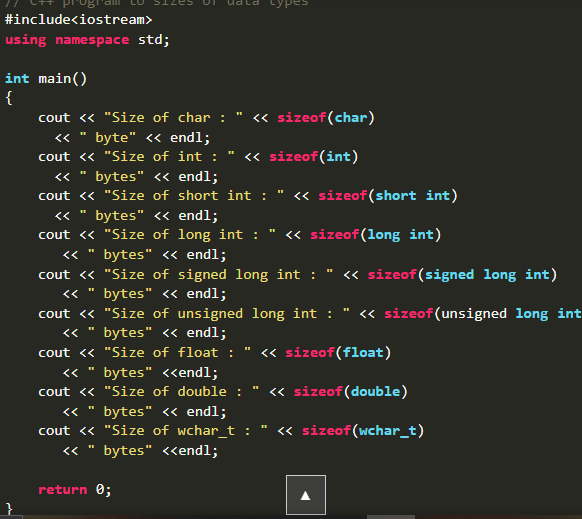 // C++ program to sizes of data types
#include<iostream>
using namespace std;
int main()
{
cout << "Size of char : " << sizeof(char)
<< " byte" << endl;
cout << "Size of int : " << sizeof(int)
<< " bytes" << endl;
cout << "Size of short int : " << sizeof(short int)
<< " bytes" << endl;
cout << "Size of long int : " << sizeof(long int)
<< " bytes" << endl;
cout << "Size of signed long int : " << sizeof(signed long int)
<< " bytes" << endl;
cout << "Size of unsigned long int : " << sizeof(unsigned long int
<< " bytes" << endl;
cout << "Size of float : " << sizeof(float)
<< " bytes" <<endl;
cout << "Size of double : " << sizeof(double)
<< " bytes" << endl;
cout << "Size of wchar_t : " << sizeof(wchar_t)
<< " bytes" <<endl;
return 0;
}